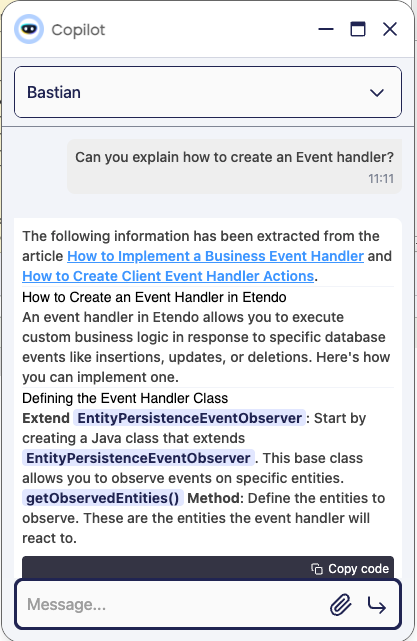 Copilot
Bastian
Can you explain how to create an Event handler?
11:11
The following information has been extracted from the
article How to Implement a Business Event Handler and
How to Create Client Event Handler Actions.
How to Create an Event Handler in Etendo
An event handler in Etendo allows you to execute
custom business logic in response to specific database
events like insertions, updates, or deletions. Here's how
you can implement one.
Defining the Event Handler Class
Extend EntityPersistenceEventObserver: Start by
creating a Java class that extends
EntityPersistenceEventObserver. This base class
allows you to observe events on specific entities.
getObservedEntities() Method: Define the entities to
observe. These are the entities the event handler will
react to.
Copy code
Message...